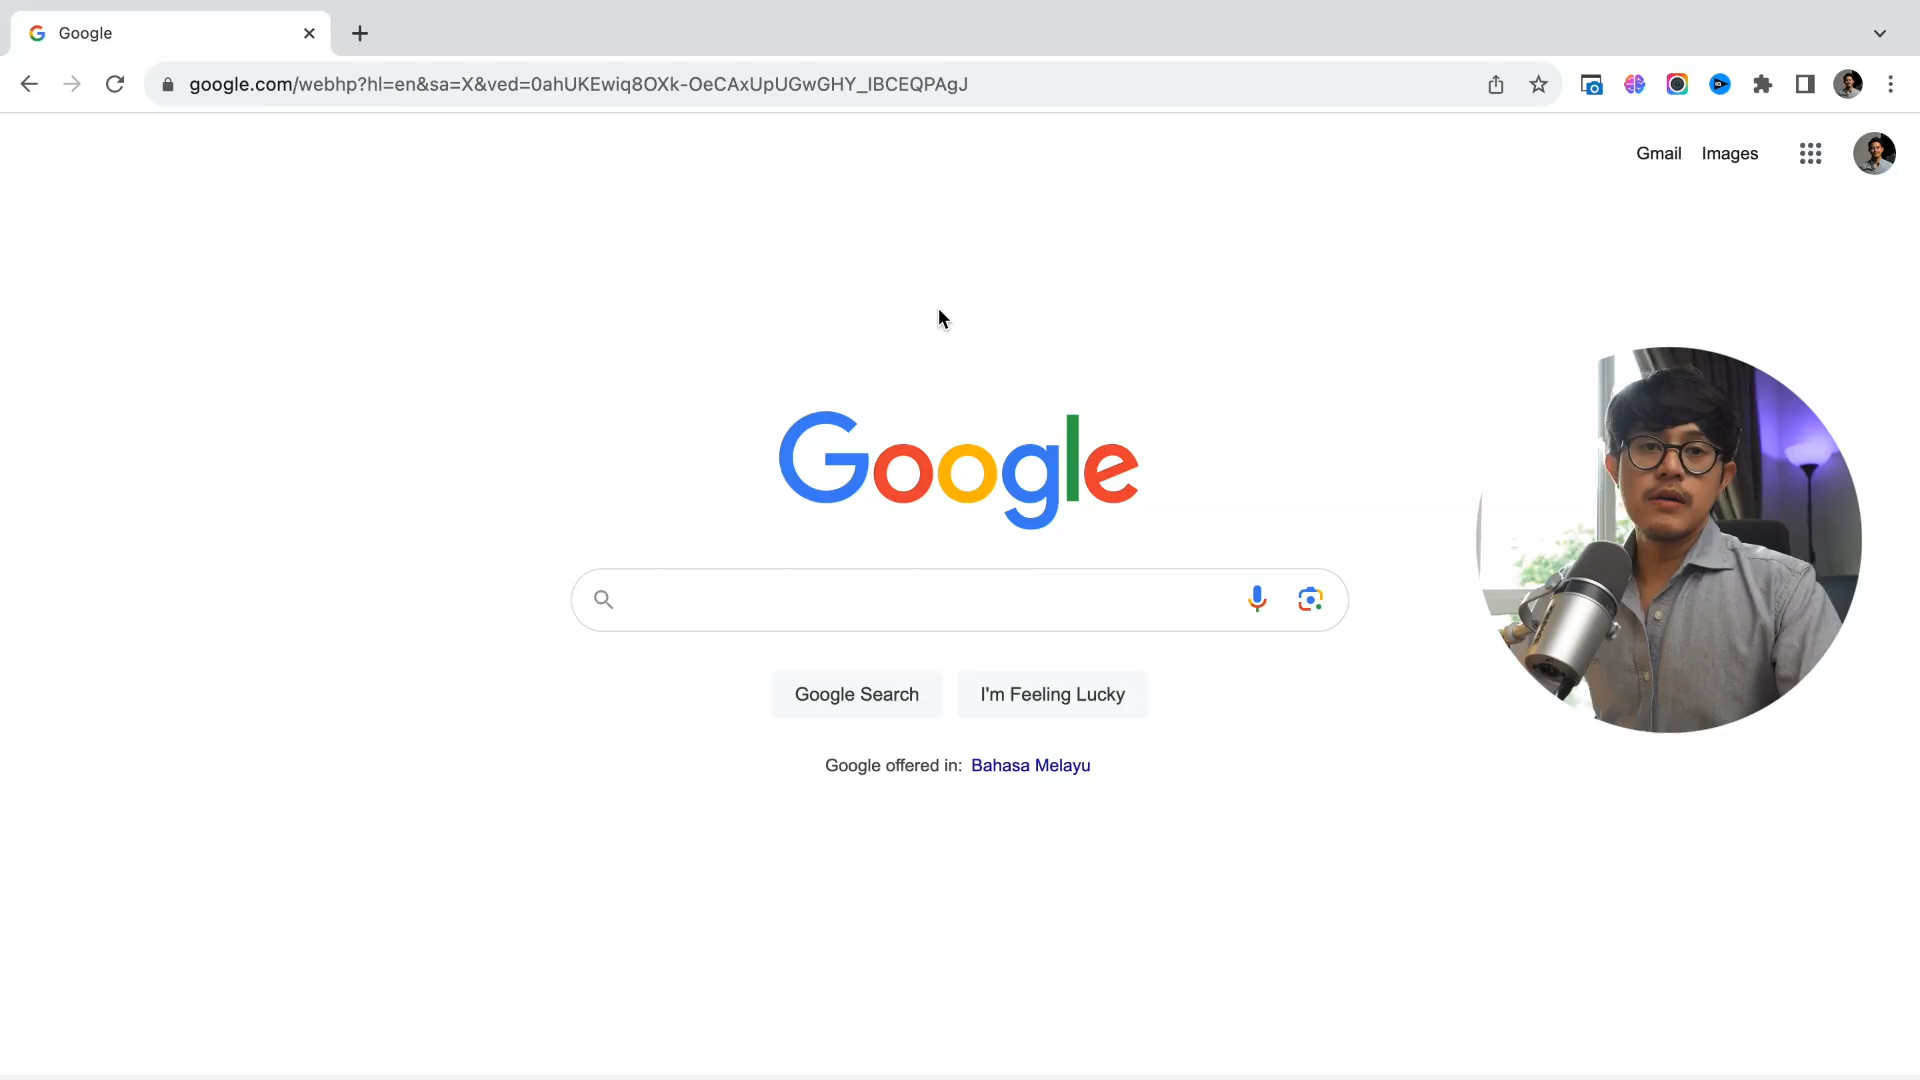 Google
google.com/webhp?hl=en&sa=X&ved=0ahUKEwiq8OXk-OeCAxUpUGwGHY_IBCEQPAgJ
Gmail Images
Google
Google Search I'm Feeling Lucky
Google offered in: Bahasa Melayu